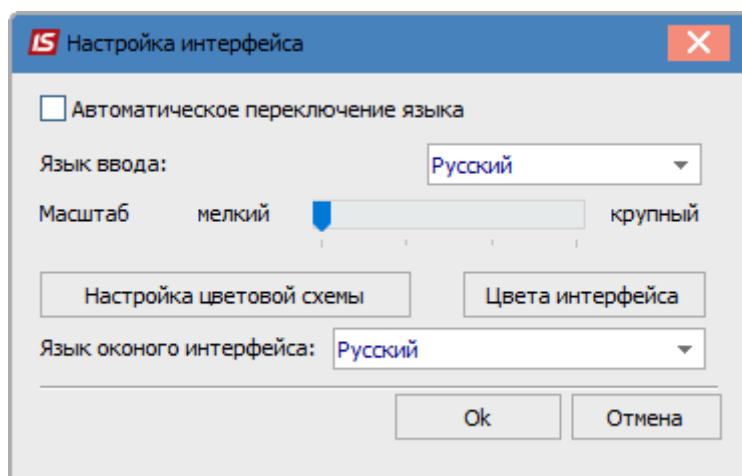 IS Настройка интерфейса
Автоматическое переключение языка
Язык ввода: Русский
Масштаб мелкий крупный
Настройка цветовой схемы Цвета интерфейса
Язык оконого интерфейса: Русский
Ok Отмена